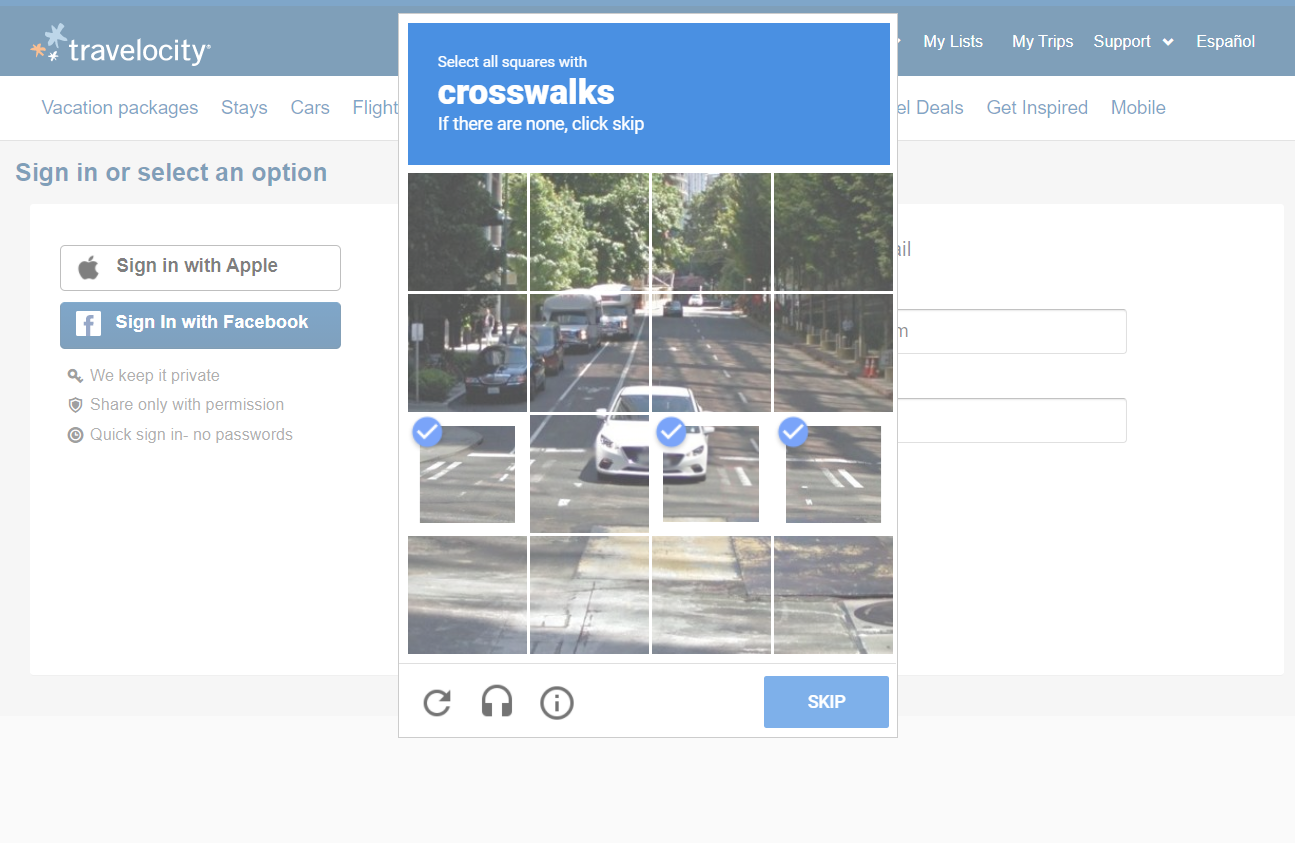 travelocity
My Lists My Trips Support Español
Vacation packages Stays Cars Flight
el Deals Get Inspired Mobile
Select all squares with
crosswalks
If there are none, click skip
Sign in or select an option
ail
Sign in with Apple
Sign In with Facebook
m
We keep it private
Share only with permission
Quick sign in- no passwords
SKIP